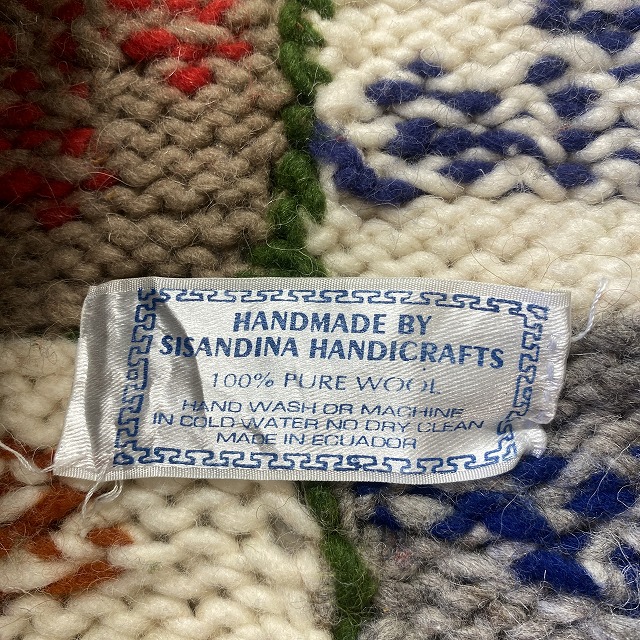 HANDMADE BY
SISANDINA HANDICRAFTS
100% PURE WOOL
HAND WASH OR MACHINE
IN COLD WATER NO DRY CLEAN
MADE IN ECUADOR